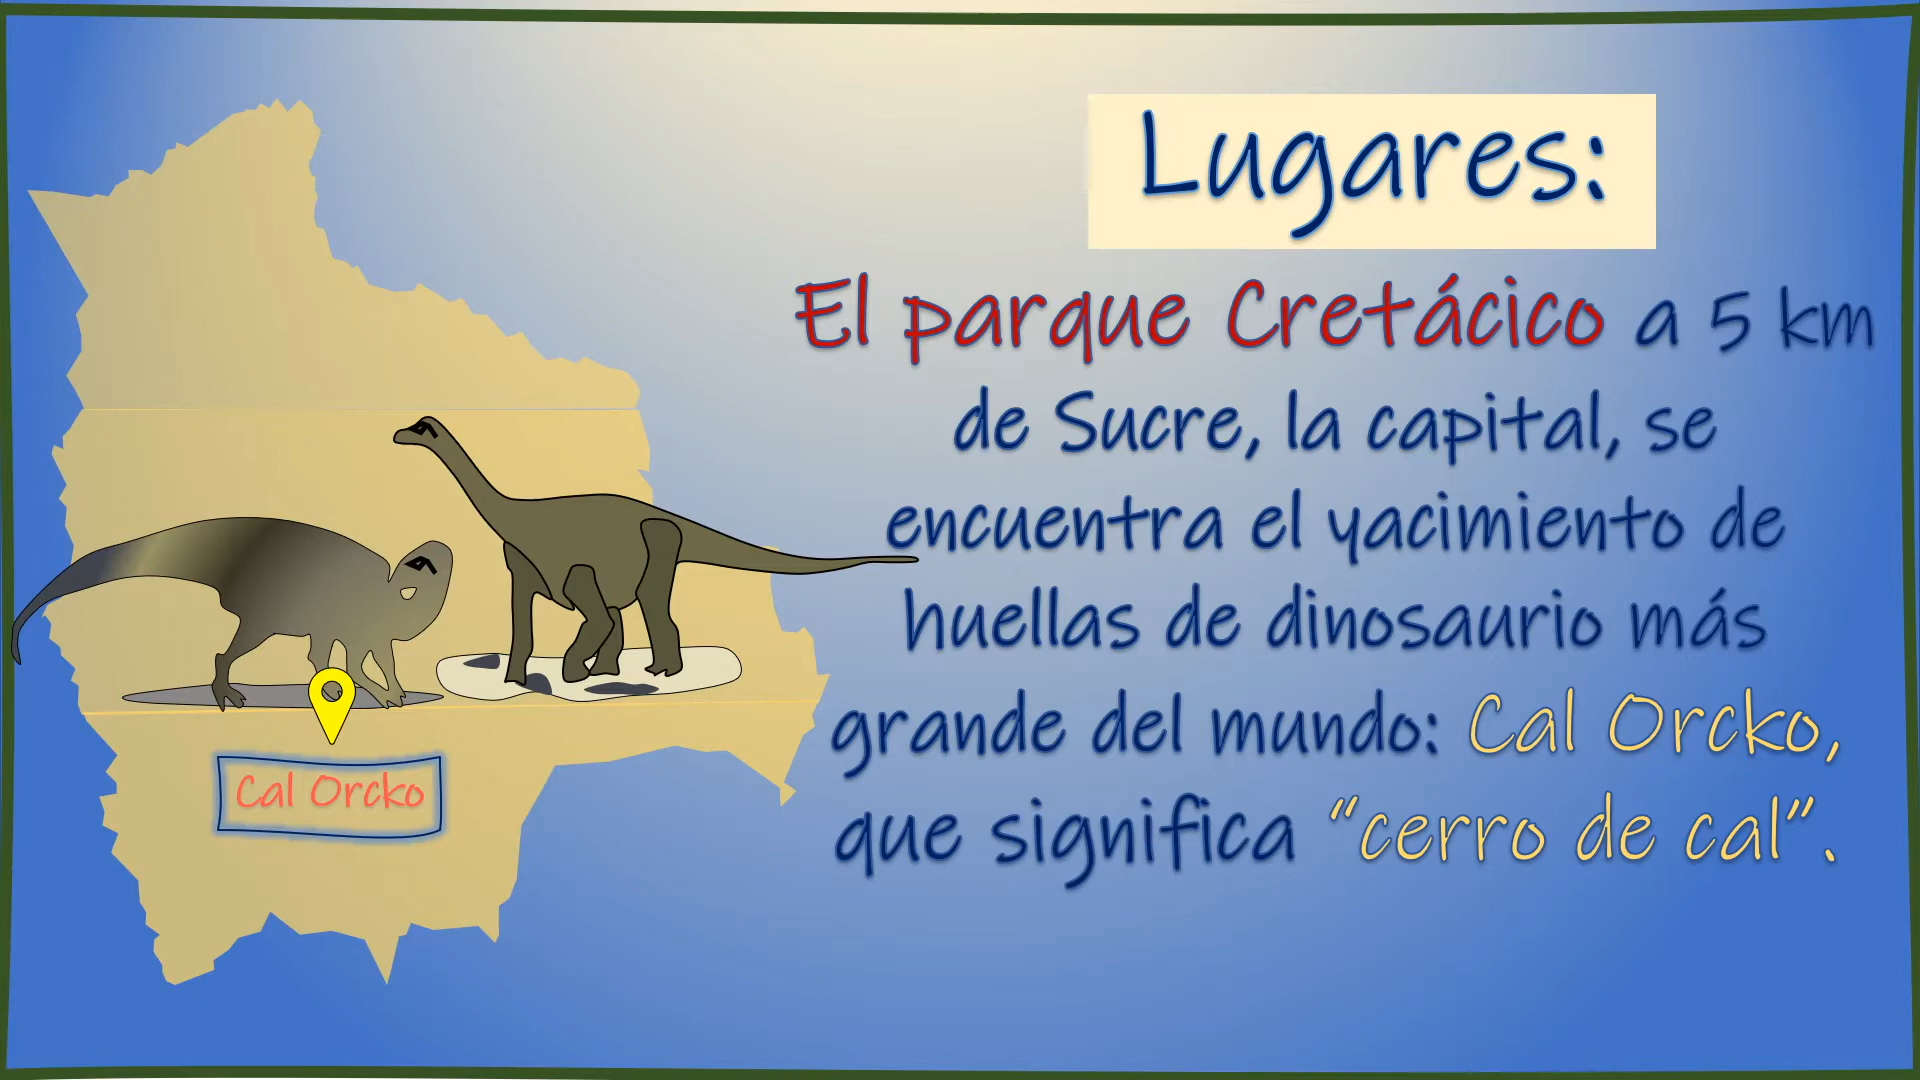 Lugares:
El parque Cretácico a 5 km
de Sucre, la capital, se
encuentra el yacimiento de
huellas de dinosaurio más
grande del mundo: Cal Orcko,
que significa “cerro de cal”.
Cal Orcko